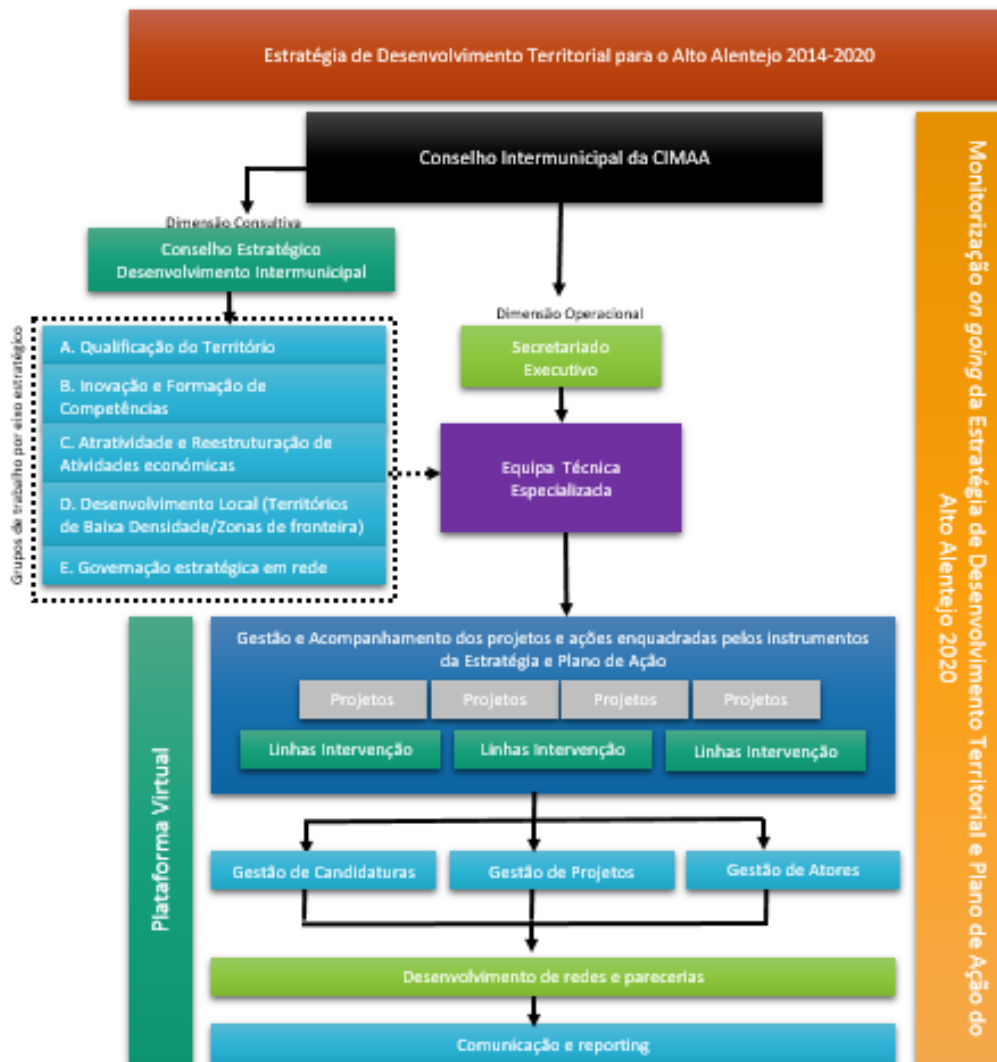 Estratégia de Desenvolvimento Territorial para o Alto Alentejo 2014-2020
Conselho Intermunicipal da CIMAA
Dimensão Consultiva
Conselho Estratégico
Desenvolvimento Intermunicipal
Dimensão Operacional
Secretariado
Executivo
Grupos de trabalho por eixo estratégico
A. Qualificação do Território
B. Inovação e Formação de
Competências
C. Atratividade e Reestruturação de
Atividades económicas
D. Desenvolvimento Local (Territórios
de Baixa Densidade/Zonas de fronteira)
E. Governação estratégica em rede
Equipa Técnica
Especializada
Monitorização on going da Estratégia de Desenvolvimento Territorial e Plano de Ação do
Alto Alentejo 2020
Plataforma Virtual
Gestão e Acompanhamento dos projetos e ações enquadradas pelos instrumentos
da Estratégia e Plano de Ação
Projetos
Projetos
Projetos
Projetos
Linhas Intervenção
Linhas Intervenção
Linhas Intervenção
Gestão de Candidaturas
Gestão de Projetos
Gestão de Atores
Desenvolvimento de redes e parecerias
Comunicação e reporting